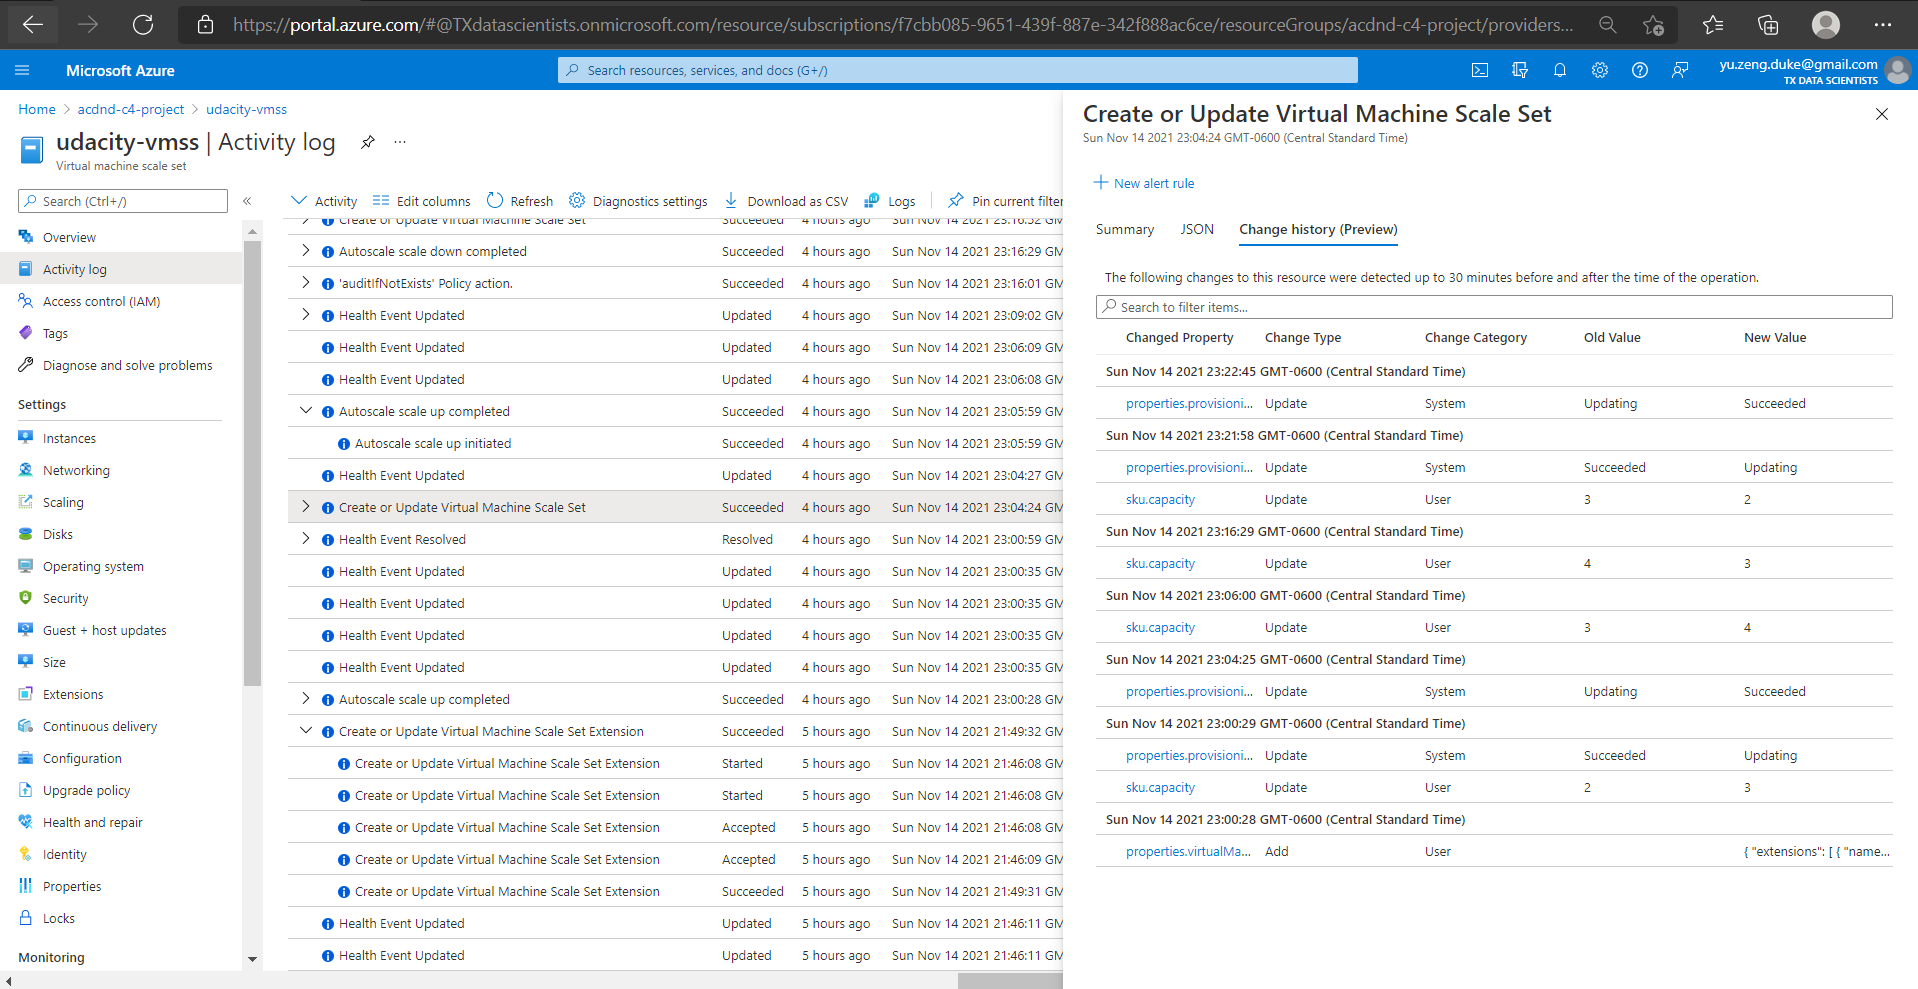 https://portal.azure.com/#@TXdatascientists.onmicrosoft.com/resource/subscriptions/f7cbb085-9651-439f-887e-342f888ac6ce/resourceGroups/acdnd-c4-project/providers...
Microsoft Azure
Search resources, services, and docs (G+/)
yu.zeng.duke@gmail.com
TX DATA SCIENTISTS
Home > acdnd-c4-project > udacity-vmss
udacity-vmss | Activity log
Virtual machine scale set
Search (Ctrl+/)
Overview
Activity log
Access control (IAM)
Tags
Diagnose and solve problems
Settings
Instances
Networking
Scaling
Disks
Operating system
Security
Guest + host updates
Size
Extensions
Continuous delivery
Configuration
Upgrade policy
Health and repair
Identity
Properties
Locks
Monitoring
Activity Edit columns Refresh Diagnostics settings Download as CSV Logs Pin current filter
Create or Update Virtual Machine Scale Set Succeeded 4 hours ago Sun Nov 14 2021 23:16:52 GM
Autoscale scale down completed Succeeded 4 hours ago Sun Nov 14 2021 23:16:29 GM
'auditIfNotExists' Policy action. Succeeded 4 hours ago Sun Nov 14 2021 23:16:01 GM
Health Event Updated Updated 4 hours ago Sun Nov 14 2021 23:09:02 GM
Health Event Updated Updated 4 hours ago Sun Nov 14 2021 23:06:09 GM
Health Event Updated Updated 4 hours ago Sun Nov 14 2021 23:06:08 GM
Autoscale scale up completed Succeeded 4 hours ago Sun Nov 14 2021 23:05:59 GM
Autoscale scale up initiated Succeeded 4 hours ago Sun Nov 14 2021 23:05:59 GM
Health Event Updated Updated 4 hours ago Sun Nov 14 2021 23:04:27 GM
Create or Update Virtual Machine Scale Set Succeeded 4 hours ago Sun Nov 14 2021 23:04:24 GM
Health Event Resolved Resolved 4 hours ago Sun Nov 14 2021 23:00:59 GM
Health Event Updated Updated 4 hours ago Sun Nov 14 2021 23:00:35 GM
Health Event Updated Updated 4 hours ago Sun Nov 14 2021 23:00:35 GM
Health Event Updated Updated 4 hours ago Sun Nov 14 2021 23:00:35 GM
Health Event Updated Updated 4 hours ago Sun Nov 14 2021 23:00:35 GM
Autoscale scale up completed Succeeded 4 hours ago Sun Nov 14 2021 23:00:28 GM
Create or Update Virtual Machine Scale Set Extension Succeeded 5 hours ago Sun Nov 14 2021 21:49:32 GM
Create or Update Virtual Machine Scale Set Extension Started 5 hours ago Sun Nov 14 2021 21:46:08 GM
Create or Update Virtual Machine Scale Set Extension Started 5 hours ago Sun Nov 14 2021 21:46:08 GM
Create or Update Virtual Machine Scale Set Extension Accepted 5 hours ago Sun Nov 14 2021 21:46:08 GM
Create or Update Virtual Machine Scale Set Extension Accepted 5 hours ago Sun Nov 14 2021 21:46:09 GM
Create or Update Virtual Machine Scale Set Extension Succeeded 5 hours ago Sun Nov 14 2021 21:49:31 GM
Health Event Updated Updated 5 hours ago Sun Nov 14 2021 21:46:11 GM
Health Event Updated Updated 5 hours ago Sun Nov 14 2021 21:46:11 GM
Create or Update Virtual Machine Scale Set
Sun Nov 14 2021 23:04:24 GMT-0600 (Central Standard Time)
New alert rule
Summary JSON Change history (Preview)
The following changes to this resource were detected up to 30 minutes before and after the time of the operation.
Search to filter items...
Changed Property Change Type Change Category Old Value New Value
Sun Nov 14 2021 23:22:45 GMT-0600 (Central Standard Time)
properties.provisioni... Update System Updating Succeeded
Sun Nov 14 2021 23:21:58 GMT-0600 (Central Standard Time)
properties.provisioni... Update System Succeeded Updating
sku.capacity Update User 3 2
Sun Nov 14 2021 23:16:29 GMT-0600 (Central Standard Time)
sku.capacity Update User 4 3
Sun Nov 14 2021 23:06:00 GMT-0600 (Central Standard Time)
sku.capacity Update User 3 4
Sun Nov 14 2021 23:04:25 GMT-0600 (Central Standard Time)
properties.provisioni... Update System Updating Succeeded
Sun Nov 14 2021 23:00:29 GMT-0600 (Central Standard Time)
properties.provisioni... Update System Succeeded Updating
sku.capacity Update User 2 3
Sun Nov 14 2021 23:00:28 GMT-0600 (Central Standard Time)
properties.virtualMa... Add User { "extensions": [ { "name...